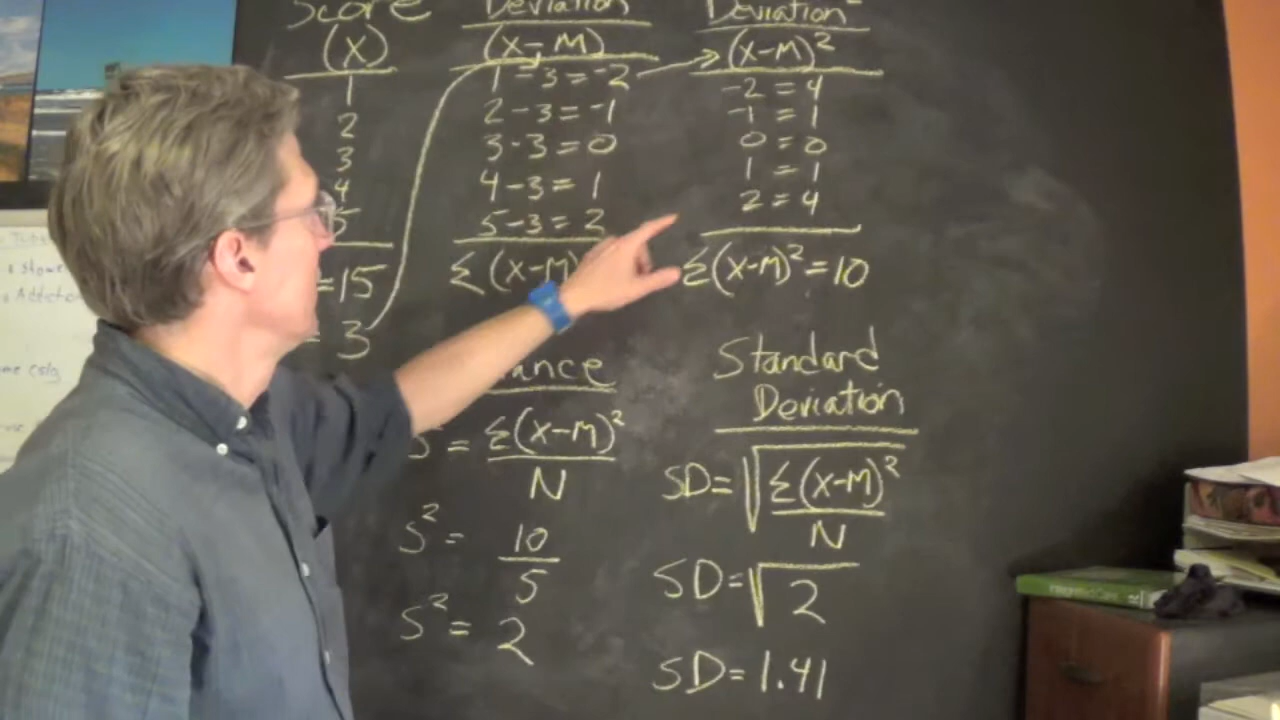 Score
(X)
1
2
3
4
5
=15
= 3
Deviation
(X-M)
1-3=-2
2-3=-1
3-3=0
4-3=1
5-3=2
Σ(X-M)
Deviation²
(X-M)²
-2=4
-1=1
0=0
1=1
2=4
Σ(X-M)²=10
ance
S²= Σ(X-M)²
N
S²= 10
5
S²= 2
Standard
Deviation
SD=√Σ(X-M)²
N
SD=√2
SD=1.41